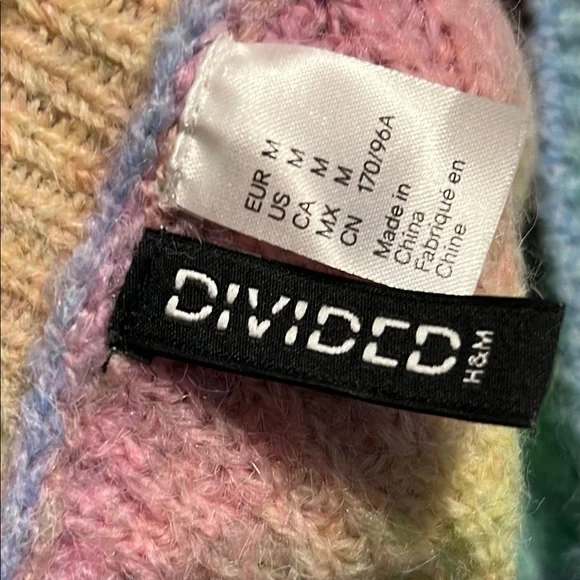 EUR M
US M
CA M
MX M
CN 170/96A
Made in
China
Fabriqué en
Chine
DIVIDED
H&M